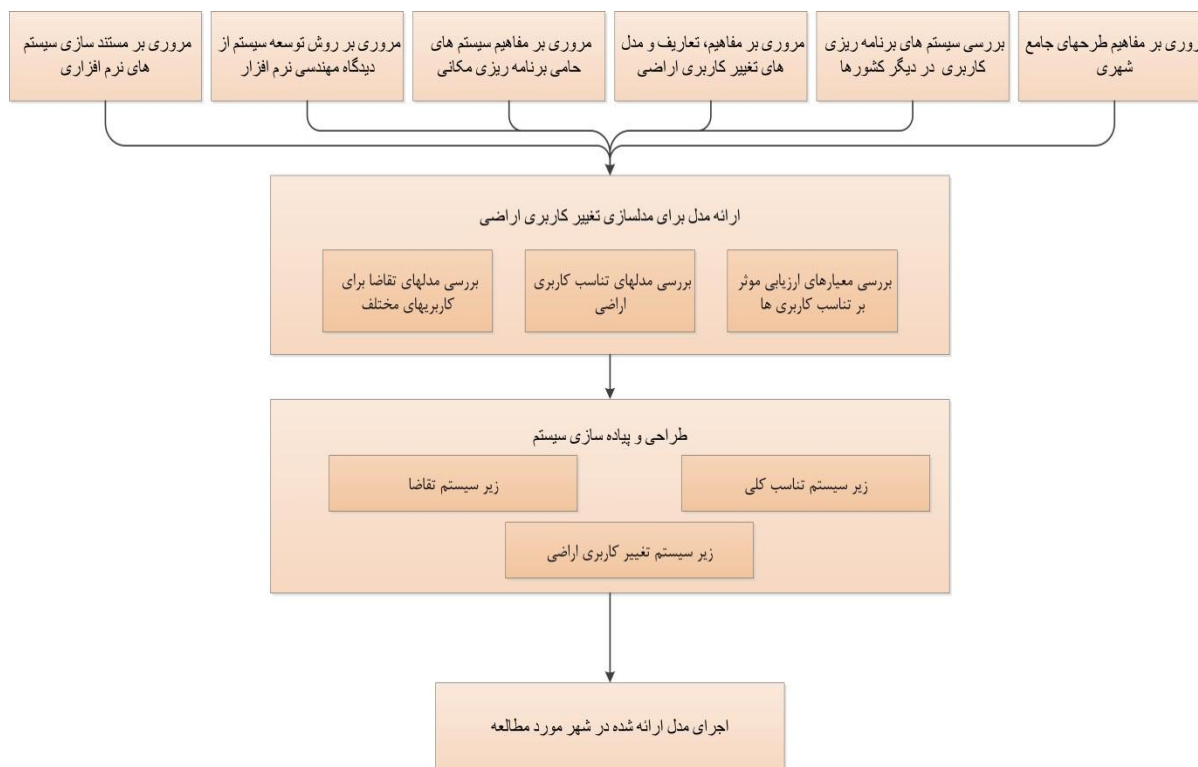 مروری بر مفاهیم طرحهای جامع
شهری
بررسی سیستم های برنامه ریزی
کاربری در دیگر کشورها
مروری بر مفاهیم، تعاریف و مدل
های تغییر کاربری اراضی
مروری بر مفاهیم سیستم های
حامی برنامه ریزی مکانی
مروری بر روش توسعه سیستم از
دیدگاه مهندسی نرم افزار
مروری بر مستند سازی سیستم
های نرم افزاری
ارائه مدل برای مدلسازی تغییر کاربری اراضی
بررسی معیارهای ارزیابی موثر
بر تناسب کاربری ها
بررسی مدلهای تناسب کاربری
اراضی
بررسی مدلهای تقاضا برای
کاربریهای مختلف
طراحی و پیاده سازی سیستم
زیر سیستم تناسب کلی
زیر سیستم تقاضا
زیر سیستم تغییر کاربری اراضی
اجرای مدل ارائه شده در شهر مورد مطالعه